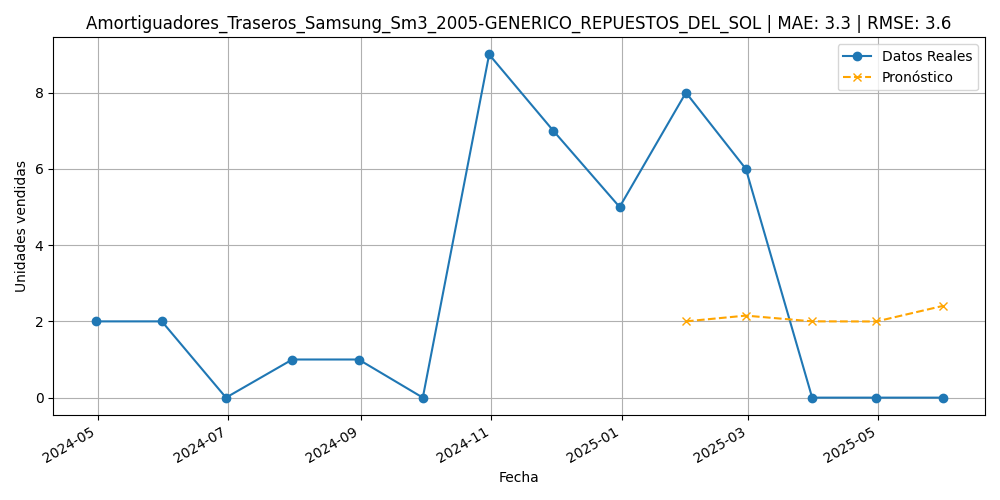 Amortiguadores_Traseros_Samsung_Sm3_2005-GENERICO_REPUESTOS_DEL_SOL | MAE: 3.3 | RMSE: 3.6
Datos Reales
Pronóstico
Unidades vendidas
8
6
4
2
0
2024-05
2024-07
2024-09
2024-11
2025-01
2025-03
2025-05
Fecha